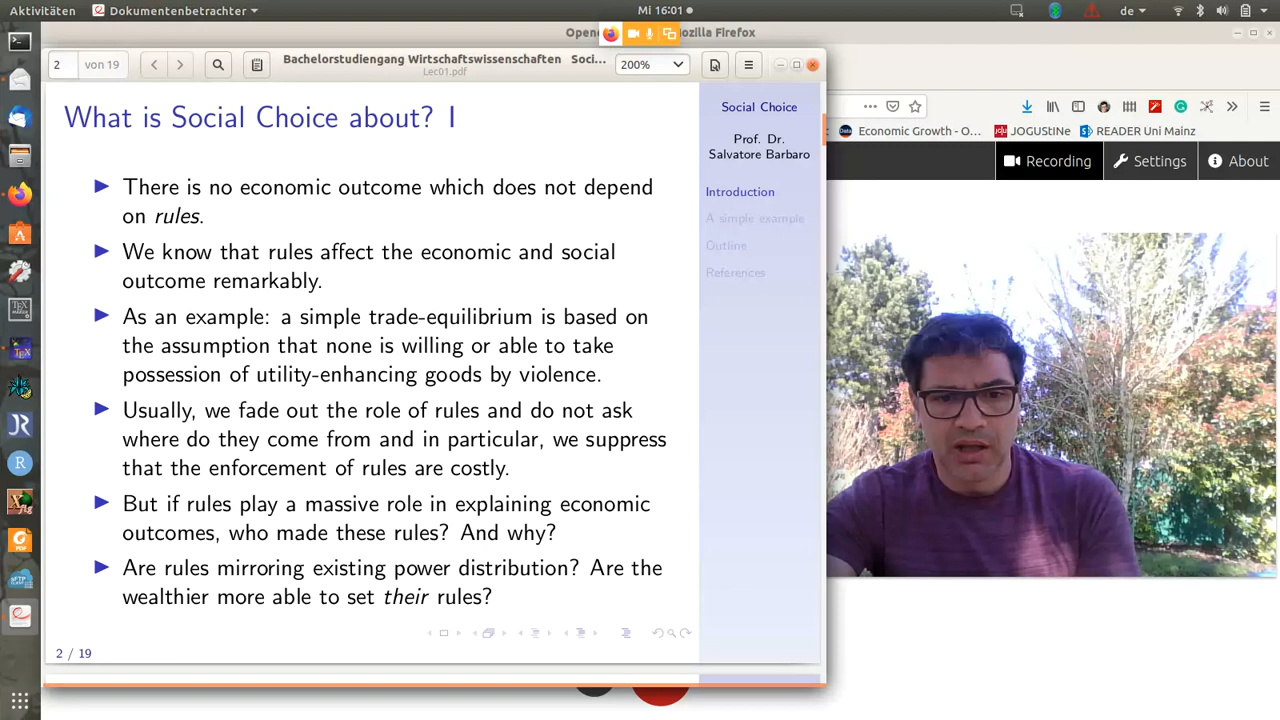 Aktivitäten
Dokumentenbetrachter
Mi 16:01
de
Openc
ozilla Firefox
2
von 19
Bachelorstudiengang Wirtschaftswissenschaften Soci...
Lec01.pdf
200%
What is Social Choice about? I
There is no economic outcome which does not depend
on rules.
We know that rules affect the economic and social
outcome remarkably.
As an example: a simple trade-equilibrium is based on
the assumption that none is willing or able to take
possession of utility-enhancing goods by violence.
Usually, we fade out the role of rules and do not ask
where do they come from and in particular, we suppress
that the enforcement of rules are costly.
But if rules play a massive role in explaining economic
outcomes, who made these rules? And why?
Are rules mirroring existing power distribution? Are the
wealthier more able to set their rules?
2 / 19
Social Choice
Prof. Dr.
Salvatore Barbaro
Introduction
A simple example
Outline
References
Economic Growth - O...
JOGUStINe
READER Uni Mainz
Recording
Settings
About